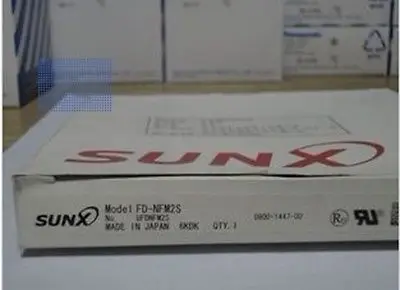 SUNX
SUNX
Model FD-NFM2S
No. UFDNFM2S
MADE IN JAPAN 6KDK QTY.1
0900-1447-00